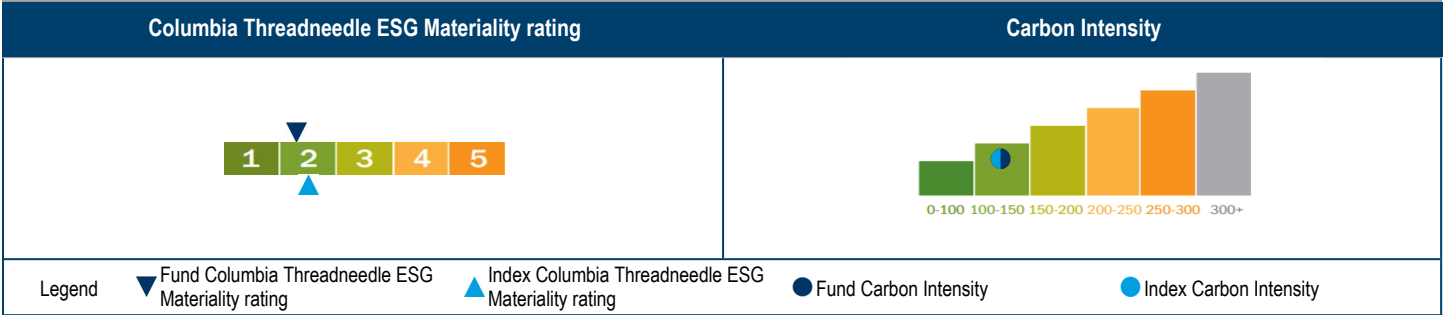 Columbia Threadneedle ESG Materiality rating
Carbon Intensity
1 2 3 4 5
0-100 100-150 150-200 200-250 250-300 300+
Legend
Fund Columbia Threadneedle ESG
Materiality rating
Index Columbia Threadneedle ESG
Materiality rating
Fund Carbon Intensity
Index Carbon Intensity